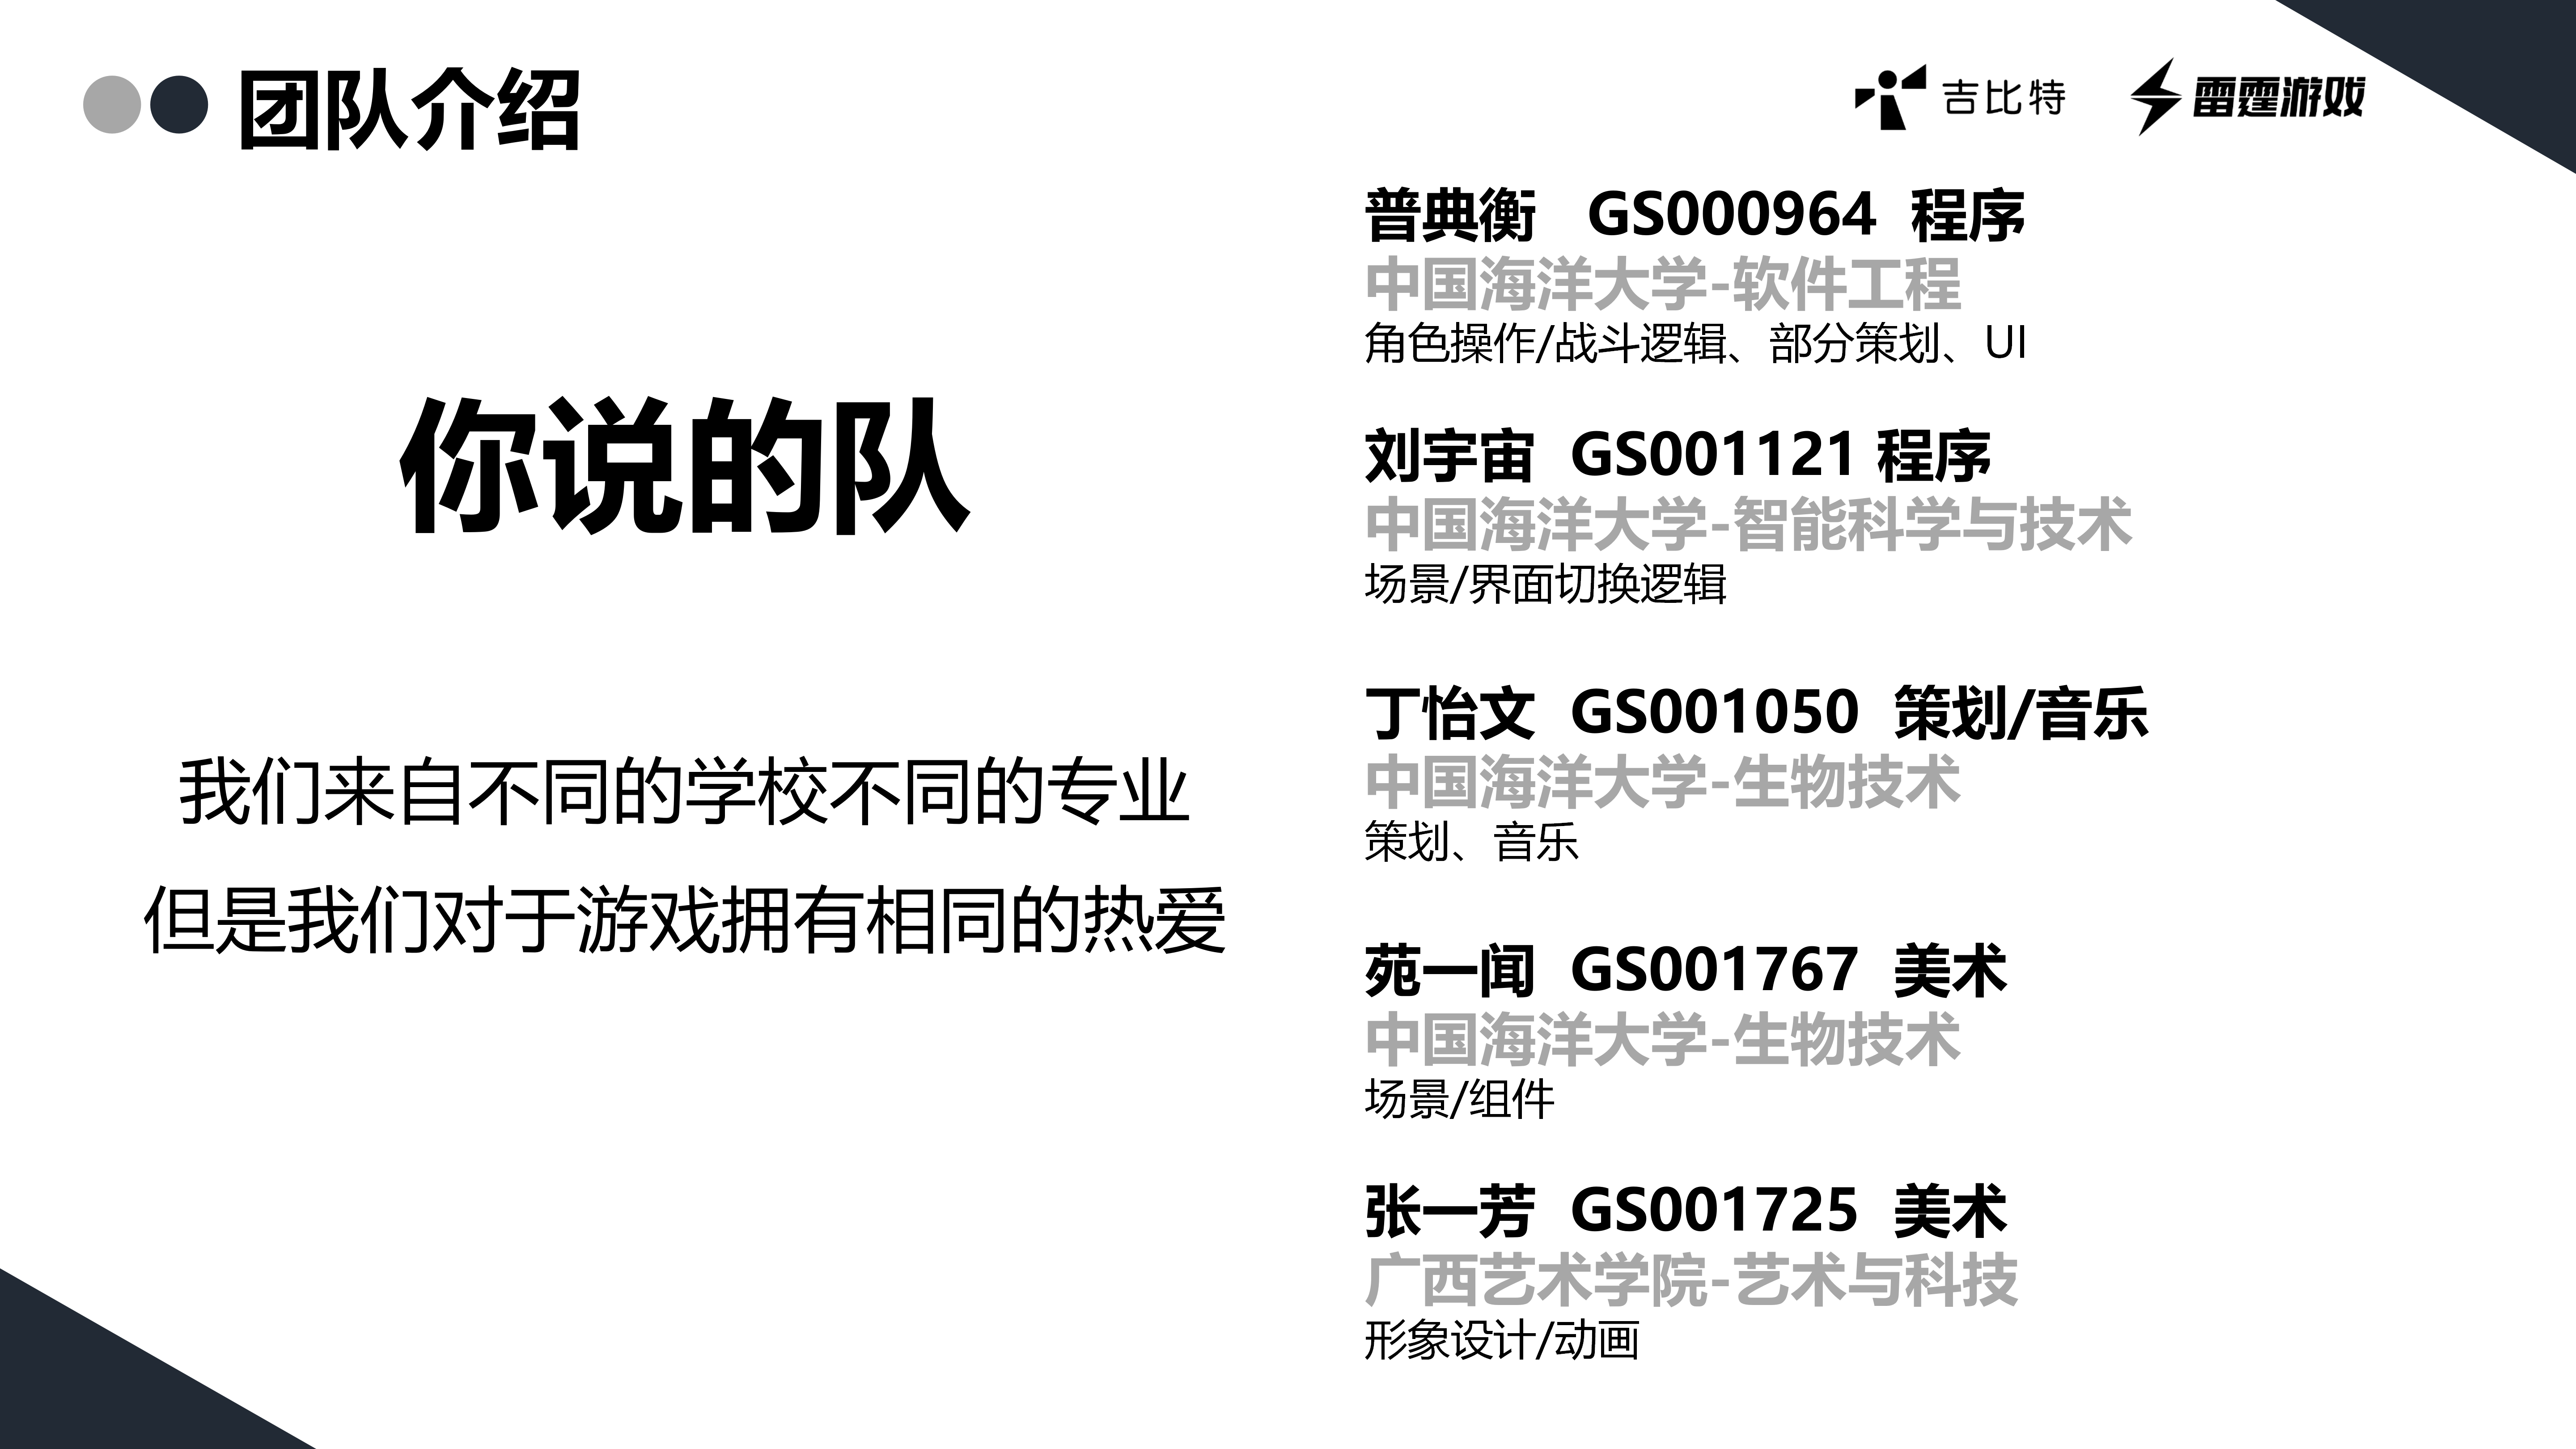 团队介绍
吉比特
雷霆游戏
你说的队
我们来自不同的学校不同的专业
但是我们对于游戏拥有相同的热爱
普典衡 GS000964 程序
中国海洋大学-软件工程
角色操作/战斗逻辑、部分策划、UI
刘宇宙 GS001121 程序
中国海洋大学-智能科学与技术
场景/界面切换逻辑
丁怡文 GS001050 策划/音乐
中国海洋大学-生物技术
策划、音乐
苑一闻 GS001767 美术
中国海洋大学-生物技术
场景/组件
张一芳 GS001725 美术
广西艺术学院-艺术与科技
形象设计/动画